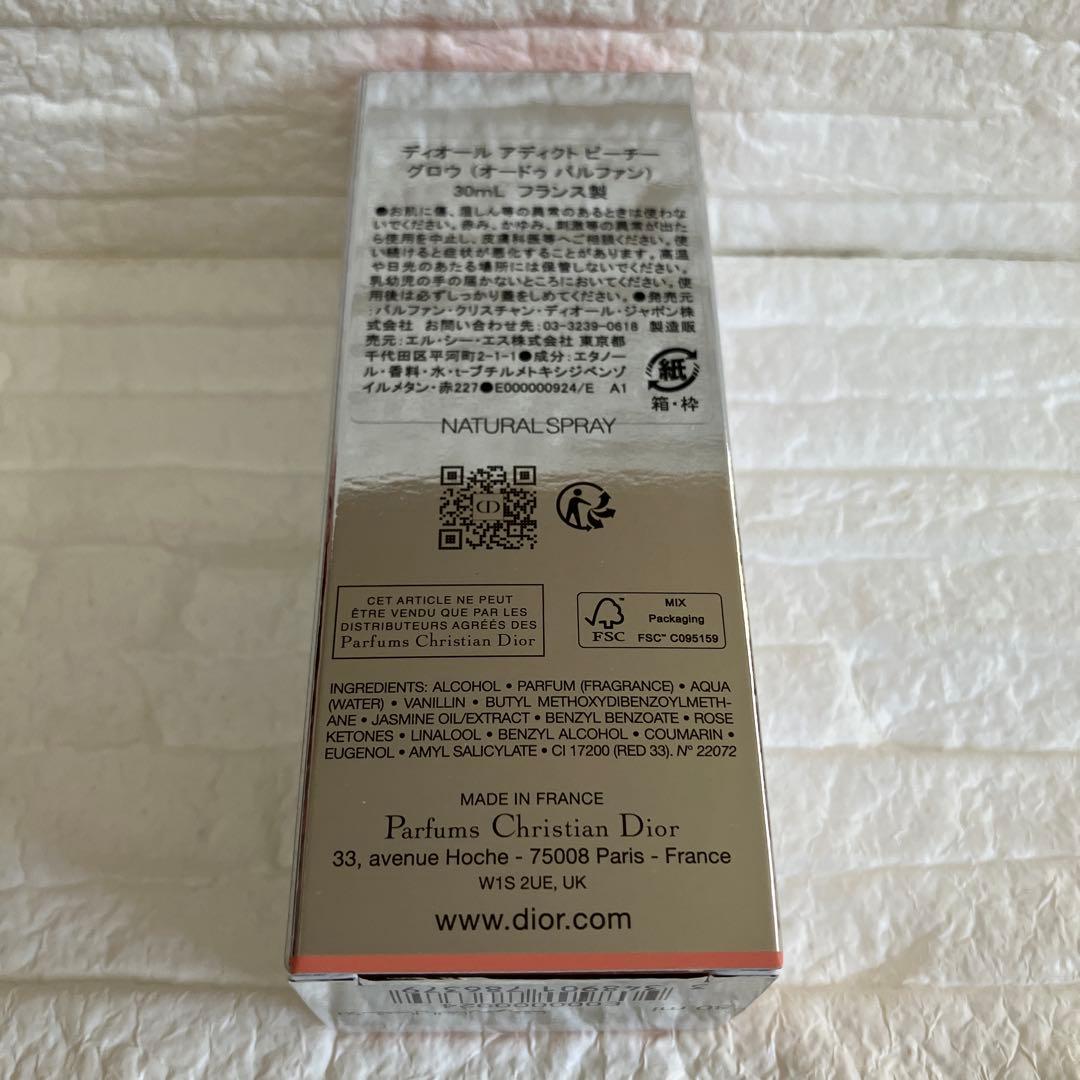 ディオール アディクト ピーチー
グロウ (オードゥ パルファン)
30mL フランス製
●お肌に傷、湿しん等の異常のあるときは使わな
いでください。赤み、かゆみ、刺激等の異常が出た
ら使用を中止し、皮膚科医等へご相談ください。使
い続けると症状が悪化することがあります。高温
や日光のあたる場所には保管しないでください。
乳幼児の手の届かないところにおいてください。使
用後は必ずしっかり蓋をしめてください。●発売元
:パルファン・クリスチャン・ディオール・ジャポン株
式会社 お問い合わせ先:03-3239-0618 製造販
売元:エル・シー・エス株式会社 東京都
千代田区平河町2-1-1●成分:エタノー
ル・香料・水・t-ブチルメトキシジベンゾ
イルメタン・赤227●E000000924/E A1
紙
箱・枠
NATURAL SPRAY
CD
CET ARTICLE NE PEUT
ÊTRE VENDU QUE PAR LES
DISTRIBUTEURS AGRÉÉS DES
Parfums Christian Dior
FSC
MIX
Packaging
FSC™ C095159
INGREDIENTS: ALCOHOL • PARFUM (FRAGRANCE) • AQUA
(WATER) • VANILLIN • BUTYL METHOXYDIBENZOYLMETH-
ANE • JASMINE OIL/EXTRACT • BENZYL BENZOATE • ROSE
KETONES • LINALOOL • BENZYL ALCOHOL • COUMARIN •
EUGENOL • AMYL SALICYLATE • CI 17200 (RED 33). N° 22072
MADE IN FRANCE
Parfums Christian Dior
33, avenue Hoche - 75008 Paris - France
W1S 2UE, UK
www.dior.com